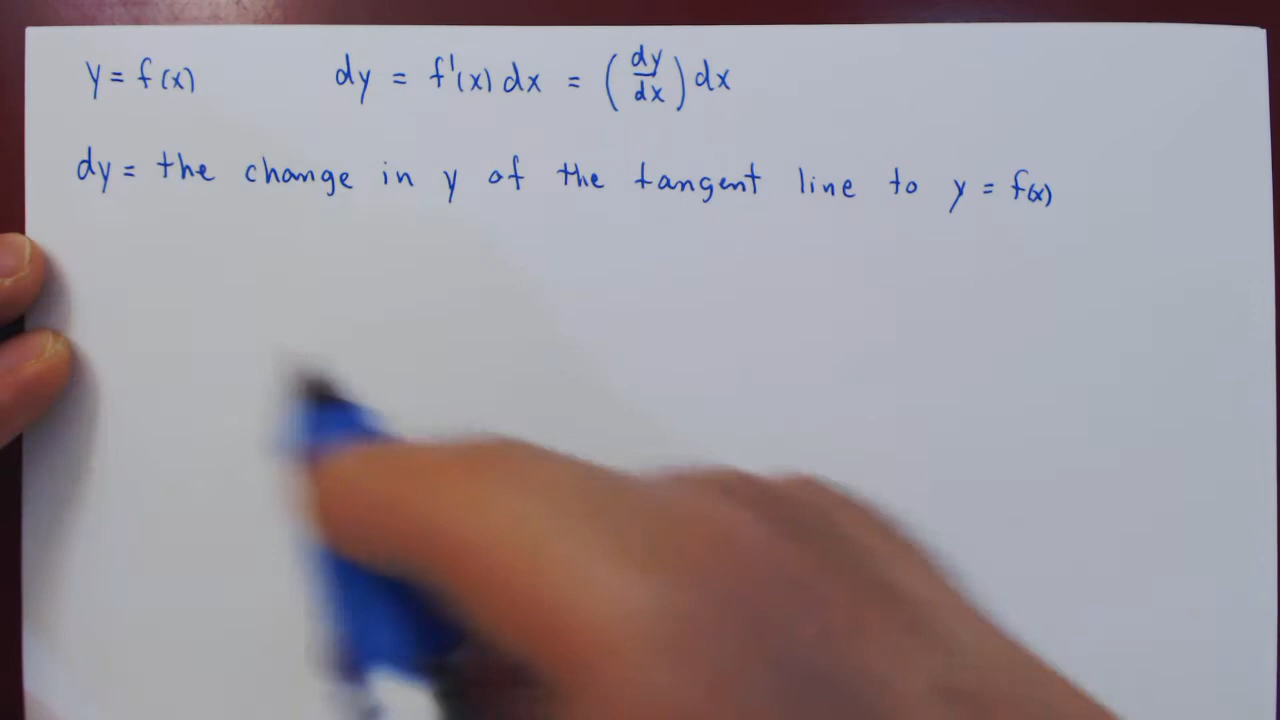 y = f(x) dy = f'(x) dx = (dy/dx) dx
dy = the change in y of the tangent line to y = f(x)